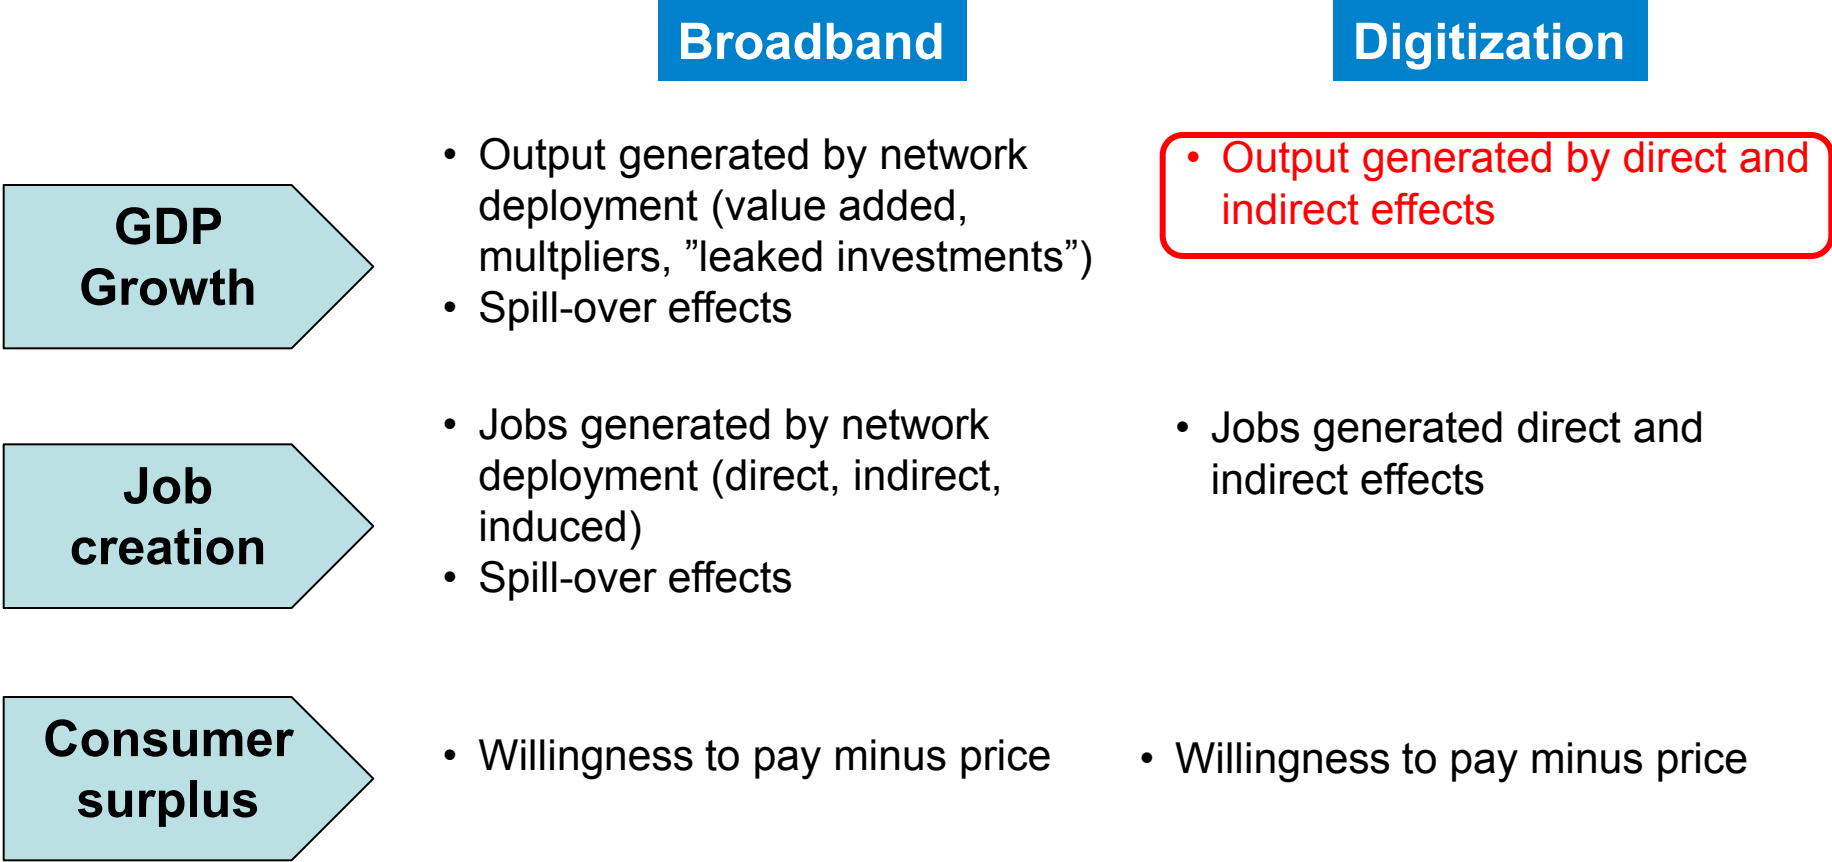 Broadband
Digitization
GDP
Growth
• Output generated by network
deployment (value added,
multpliers, ”leaked investments”)
• Spill-over effects
• Output generated by direct and
indirect effects
Job
creation
• Jobs generated by network
deployment (direct, indirect,
induced)
• Spill-over effects
• Jobs generated direct and
indirect effects
Consumer
surplus
• Willingness to pay minus price
• Willingness to pay minus price